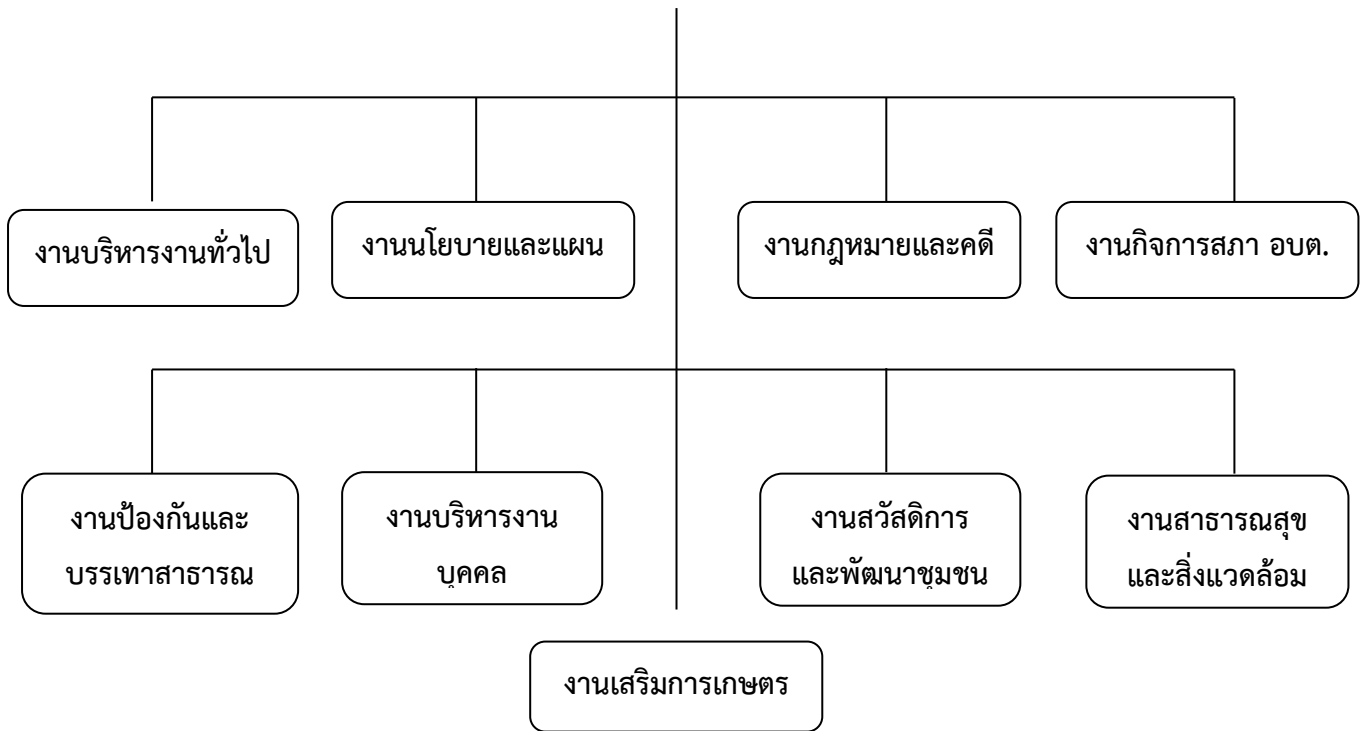 งานบริหารงานทั่วไป
งานนโยบายและแผน
งานกฎหมายและคดี
งานกิจการสภา อบต.
งานป้องกันและ
บรรเทาสาธารณ
งานบริหารงาน
บุคคล
งานสวัสดิการ
และพัฒนาชุมชน
งานสาธารณสุข
และสิ่งแวดล้อม
งานเสริมการเกษตร